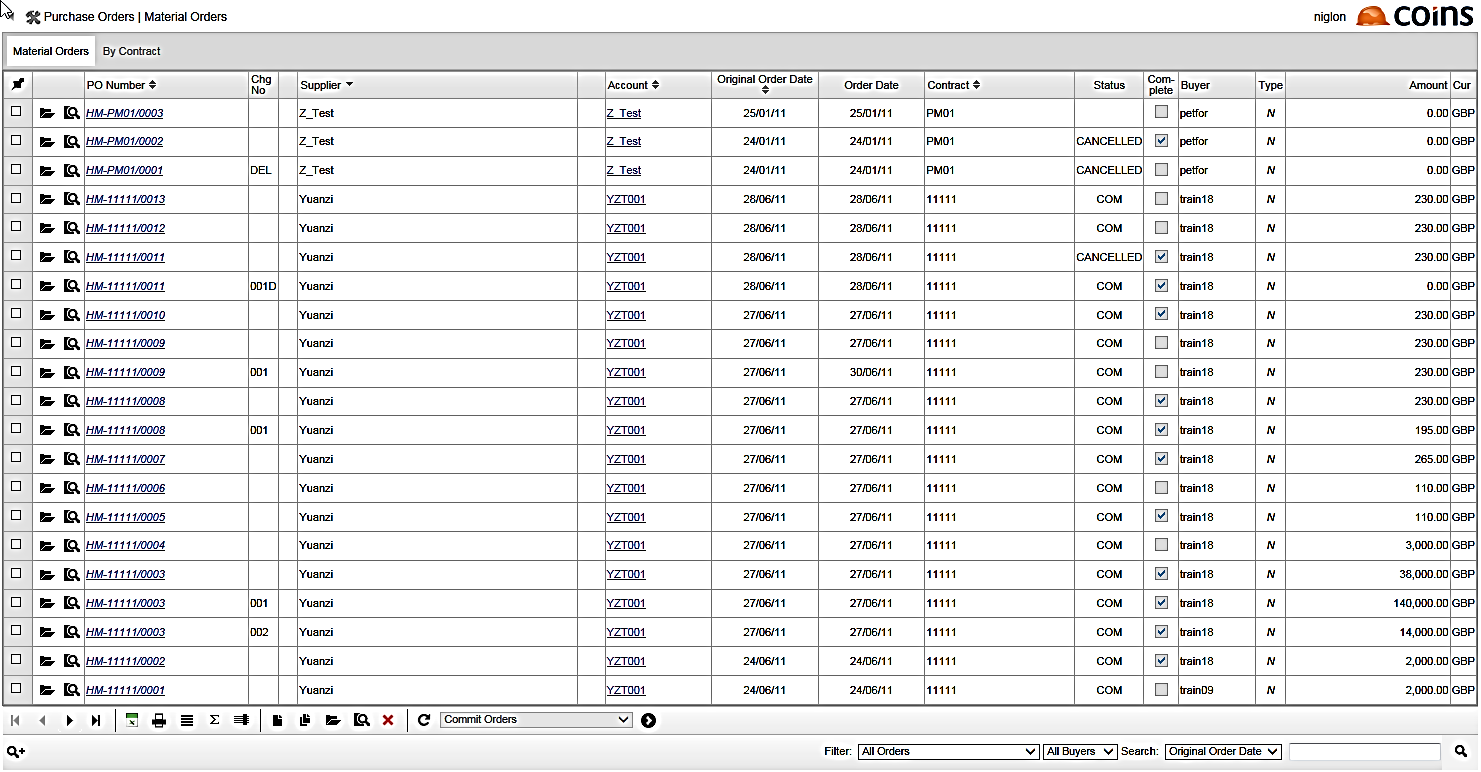 Purchase Orders | Material Orders
niglon coins
Material Orders By Contract
PO Number Chg No Supplier Account Original Order Date Order Date Contract Status Com-plete Buyer Type Amount Cur
HM-PM01/0003 Z_Test Z_Test 25/01/11 25/01/11 PM01 petfor N 0.00 GBP
HM-PM01/0002 Z_Test Z_Test 24/01/11 24/01/11 PM01 CANCELLED petfor N 0.00 GBP
HM-PM01/0001 DEL Z_Test Z_Test 24/01/11 24/01/11 PM01 CANCELLED petfor N 0.00 GBP
HM-11111/0013 Yuanzi YZT001 28/06/11 28/06/11 11111 COM train18 N 230.00 GBP
HM-11111/0012 Yuanzi YZT001 28/06/11 28/06/11 11111 COM train18 N 230.00 GBP
HM-11111/0011 Yuanzi YZT001 28/06/11 28/06/11 11111 CANCELLED train18 N 230.00 GBP
HM-11111/0011 001D Yuanzi YZT001 28/06/11 28/06/11 11111 COM train18 N 0.00 GBP
HM-11111/0010 Yuanzi YZT001 27/06/11 27/06/11 11111 COM train18 N 230.00 GBP
HM-11111/0009 Yuanzi YZT001 27/06/11 27/06/11 11111 COM train18 N 230.00 GBP
HM-11111/0009 001 Yuanzi YZT001 27/06/11 30/06/11 11111 COM train18 N 230.00 GBP
HM-11111/0008 Yuanzi YZT001 27/06/11 27/06/11 11111 COM train18 N 230.00 GBP
HM-11111/0008 001 Yuanzi YZT001 27/06/11 27/06/11 11111 COM train18 N 195.00 GBP
HM-11111/0007 Yuanzi YZT001 27/06/11 27/06/11 11111 COM train18 N 265.00 GBP
HM-11111/0006 Yuanzi YZT001 27/06/11 27/06/11 11111 COM train18 N 110.00 GBP
HM-11111/0005 Yuanzi YZT001 27/06/11 27/06/11 11111 COM train18 N 110.00 GBP
HM-11111/0004 Yuanzi YZT001 27/06/11 27/06/11 11111 COM train18 N 3,000.00 GBP
HM-11111/0003 Yuanzi YZT001 27/06/11 27/06/11 11111 COM train18 N 38,000.00 GBP
HM-11111/0003 001 Yuanzi YZT001 27/06/11 27/06/11 11111 COM train18 N 140,000.00 GBP
HM-11111/0003 002 Yuanzi YZT001 27/06/11 27/06/11 11111 COM train18 N 14,000.00 GBP
HM-11111/0002 Yuanzi YZT001 24/06/11 24/06/11 11111 COM train18 N 2,000.00 GBP
HM-11111/0001 Yuanzi YZT001 24/06/11 24/06/11 11111 COM train09 N 2,000.00 GBP
Σ Commit Orders
Filter: All Orders All Buyers Search: Original Order Date